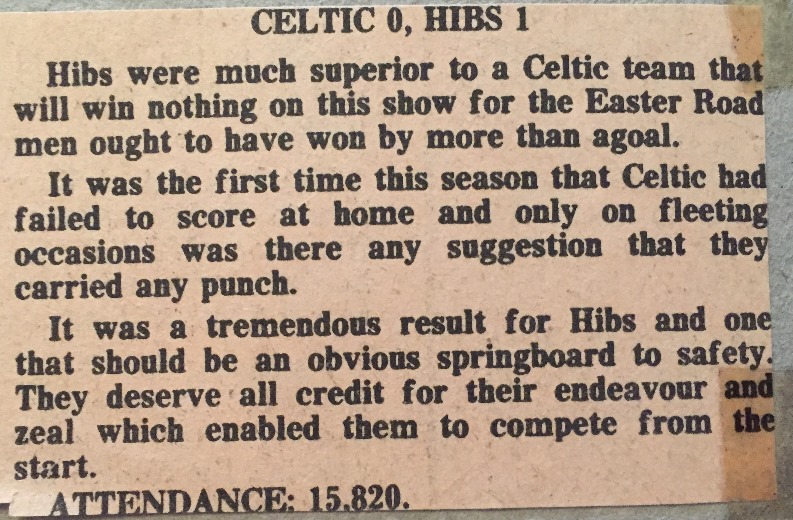 CELTIC 0, HIBS 1
Hibs were much superior to a Celtic team that
will win nothing on this show for the Easter Road
men ought to have won by more than agoal.
It was the first time this season that Celtic had
failed to score at home and only on fleeting
occasions was there any suggestion that they
carried any punch.
It was a tremendous result for Hibs and one
that should be an obvious springboard to safety.
They deserve all credit for their endeavour and
zeal which enabled them to compete from the
start.
ATTENDANCE: 15,820.